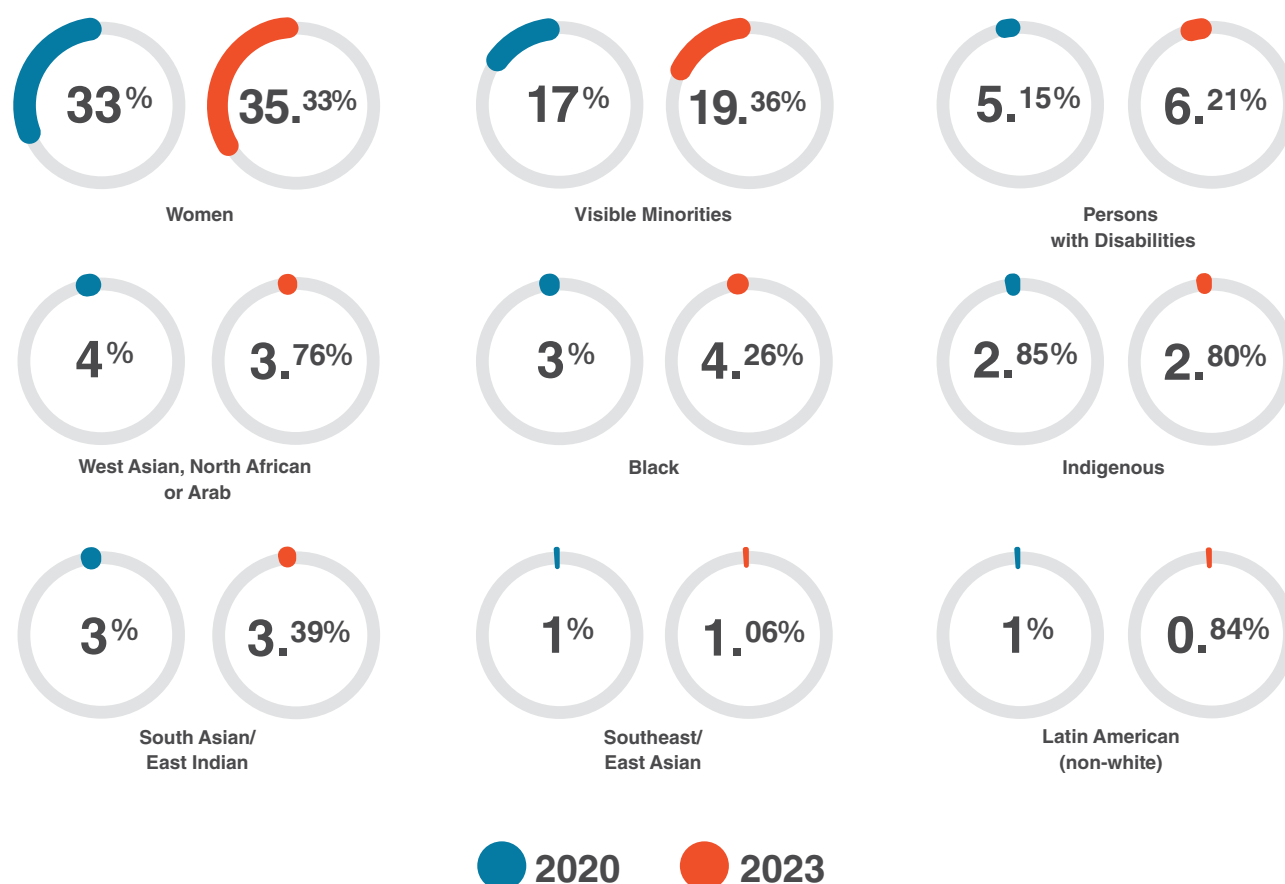 33% 35.33% 17% 19.36% 5.15% 6.21%
Women Visible Minorities Persons
with Disabilities
4% 3.76% 3% 4.26% 2.85% 2.80%
West Asian, North African Black Indigenous
or Arab
3% 3.39% 1% 1.06% 1% 0.84%
South Asian/ Southeast/ Latin American
East Indian East Asian (non-white)
2020 2023